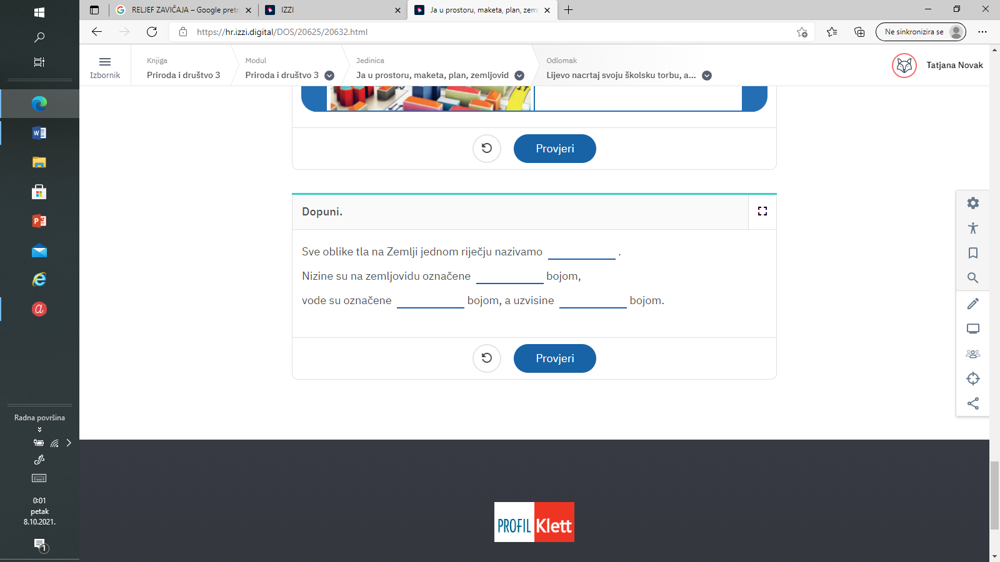 RELJEF ZAVIČAJA – Google pretr
IZZI
Ja u prostoru, maketa, plan, zeml
https://hr.izzi.digital/DOS/20625/20632.html
Ne sinkronizira se
Izbornik
Knjiga
Priroda i društvo 3
Modul
Priroda i društvo 3
Jedinica
Ja u prostoru, maketa, plan, zemljovid
Odlomak
Lijevo nacrtaj svoju školsku torbu, a...
Tatjana Novak
Provjeri
Dopuni.
Sve oblike tla na Zemlji jednom riječju nazivamo .
Nizine su na zemljovidu označene bojom,
vode su označene bojom, a uzvisine bojom.
Provjeri
PROFIL Klett
Radna površina
0:01
petak
8.10.2021.
1